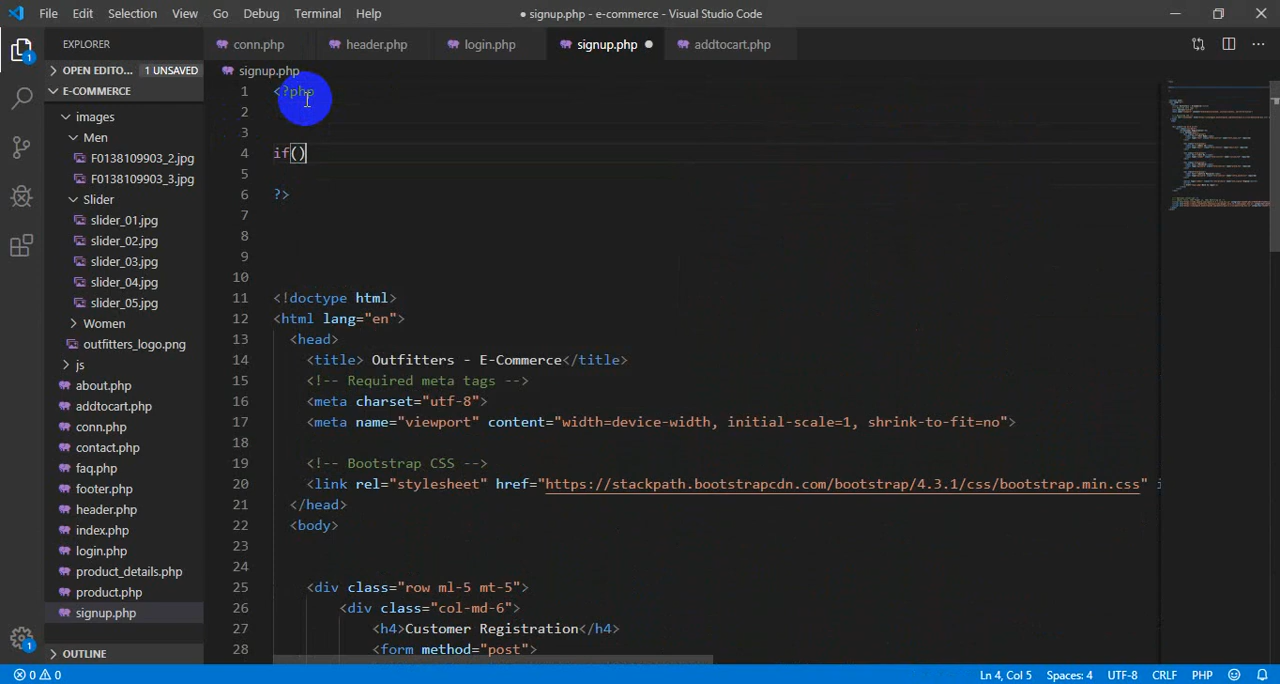 File Edit Selection View Go Debug Terminal Help
● signup.php - e-commerce - Visual Studio Code
EXPLORER
conn.php header.php login.php signup.php addtocart.php
OPEN EDITO... 1 UNSAVED
signup.php
E-COMMERCE
images
Men
F0138109903_2.jpg
F0138109903_3.jpg
Slider
slider_01.jpg
slider_02.jpg
slider_03.jpg
slider_04.jpg
slider_05.jpg
Women
outfitters_logo.png
js
about.php
addtocart.php
conn.php
contact.php
faq.php
footer.php
header.php
index.php
login.php
product_details.php
product.php
signup.php
OUTLINE
1 <?php
2
3
4 if()
5
6 ?>
7
8
9
10
11 <!doctype html>
12 <html lang="en">
13 <head>
14 <title> Outfitters - E-Commerce</title>
15 <!-- Required meta tags -->
16 <meta charset="utf-8">
17 <meta name="viewport" content="width=device-width, initial-scale=1, shrink-to-fit=no">
18
19 <!-- Bootstrap CSS -->
20 <link rel="stylesheet" href="https://stackpath.bootstrapcdn.com/bootstrap/4.3.1/css/bootstrap.min.css" i
21 </head>
22 <body>
23
24
25 <div class="row ml-5 mt-5">
26 <div class="col-md-6">
27 <h4>Customer Registration</h4>
28 <form method="post">
1
1
0 0
Ln 4, Col 5 Spaces: 4 UTF-8 CRLF PHP